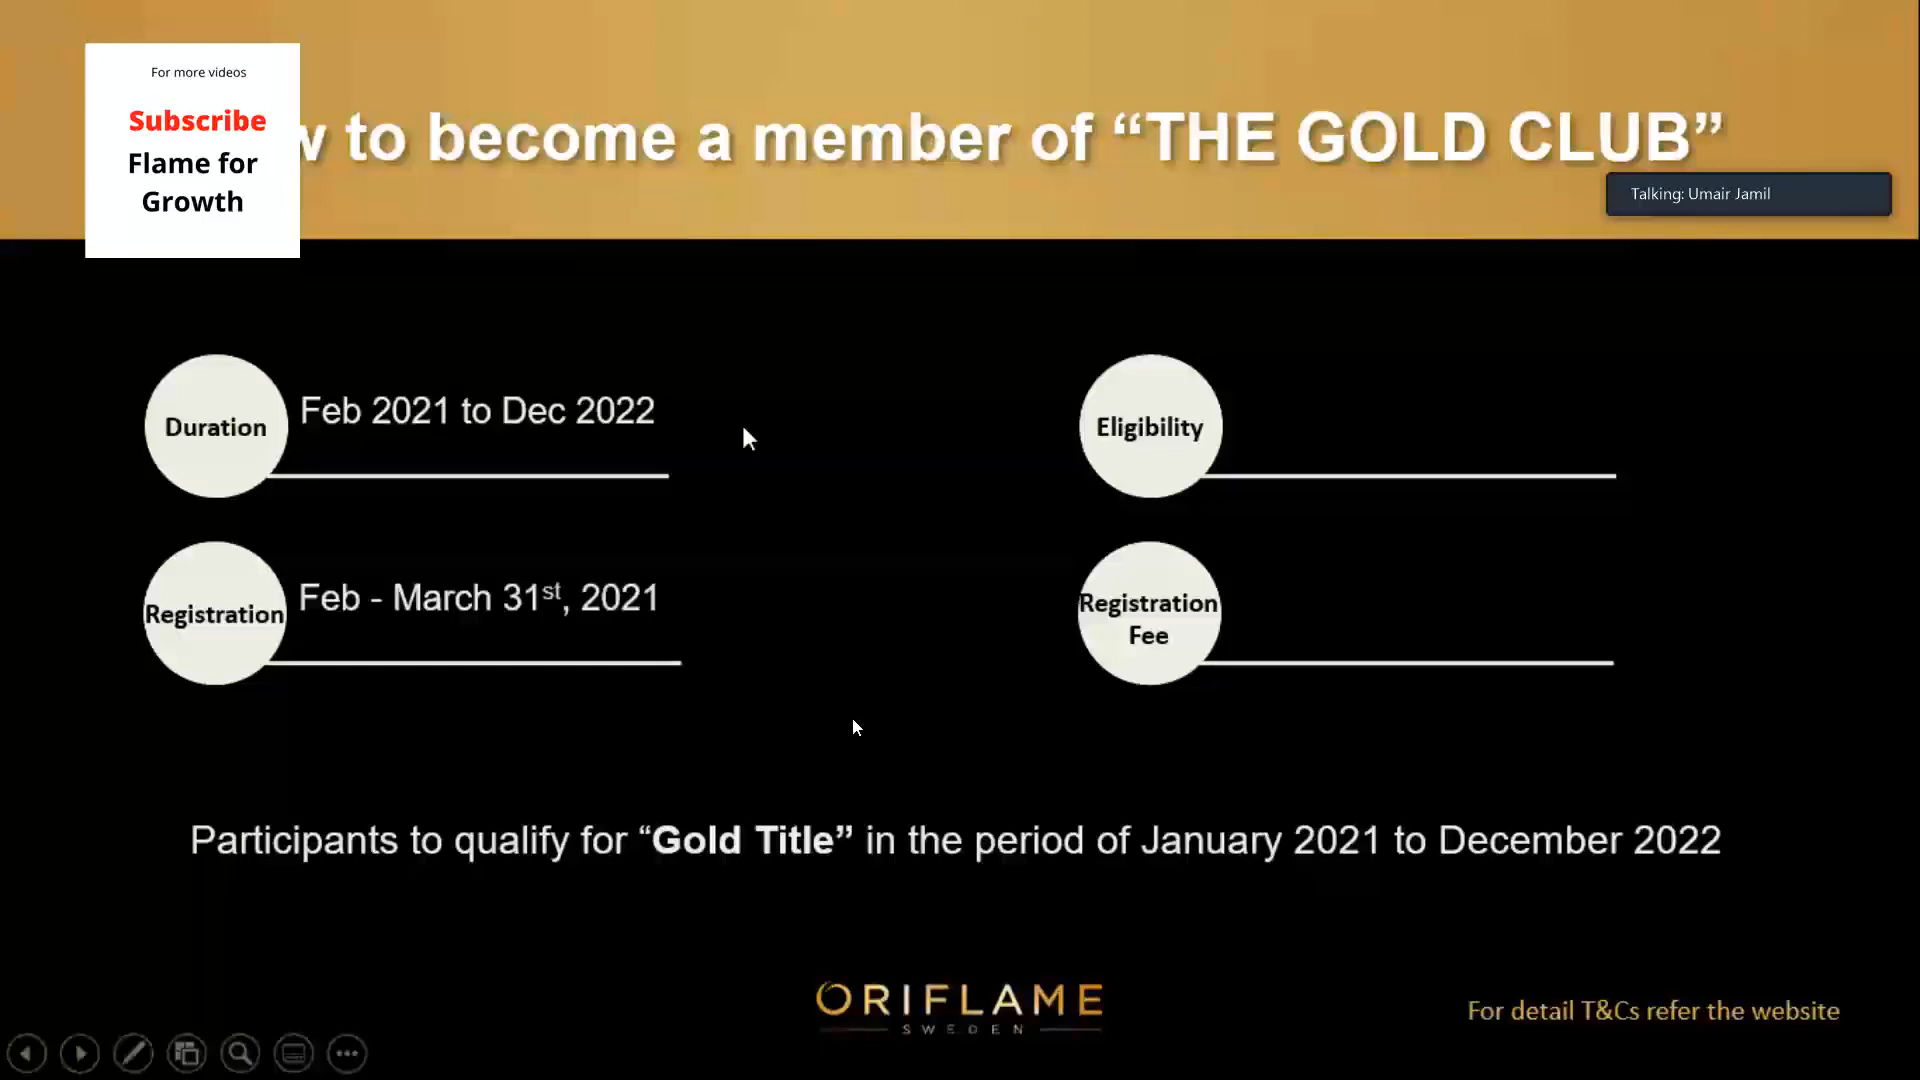 For more videos
Subscribe
Flame for
Growth
w to become a member of “THE GOLD CLUB”
Talking: Umair Jamil
Duration
Feb 2021 to Dec 2022
Eligibility
Registration
Feb - March 31st, 2021
Registration
Fee
Participants to qualify for “Gold Title” in the period of January 2021 to December 2022
ORIFLAME
SWEDEN
For detail T&Cs refer the website